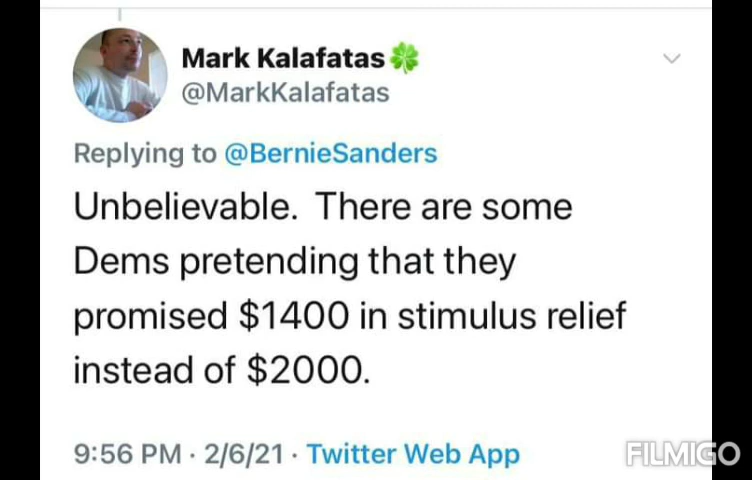 Mark Kalafatas🍀
@MarkKalafatas
Replying to @BernieSanders
Unbelievable.  There are some
Dems pretending that they
promised $1400 in stimulus relief
instead of $2000.
9:56 PM · 2/6/21 · Twitter Web App
FILMIGO